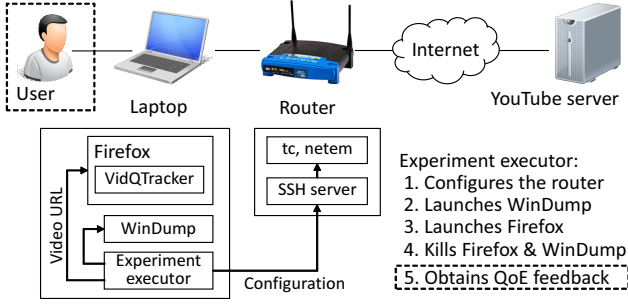 User
Laptop
Router
Internet
YouTube server
Firefox
VidQTracker
Video URL
WinDump
Experiment
executor
tc, netem
SSH server
Configuration
Experiment executor:
1. Configures the router
2. Launches WinDump
3. Launches Firefox
4. Kills Firefox & WinDump
5. Obtains QoE feedback